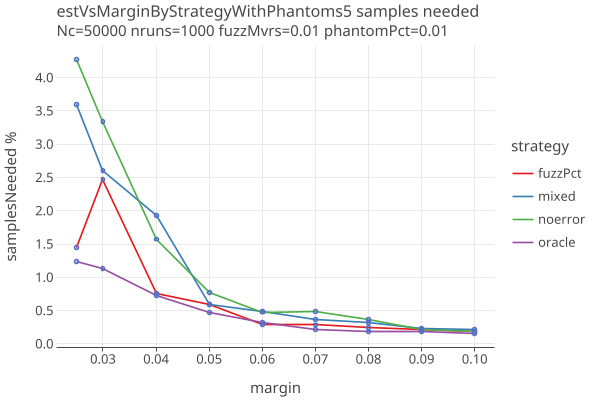 estVsMarginByStrategyWithPhantoms5 samples needed
Nc=50000 nruns=1000 fuzzMvrs=0.01 phantomPct=0.01
samplesNeeded %
4.0
3.5
3.0
2.5
2.0
1.5
1.0
0.5
0.0
0.03 0.04 0.05 0.06 0.07 0.08 0.09 0.10
margin
strategy
fuzzPct
mixed
noerror
oracle